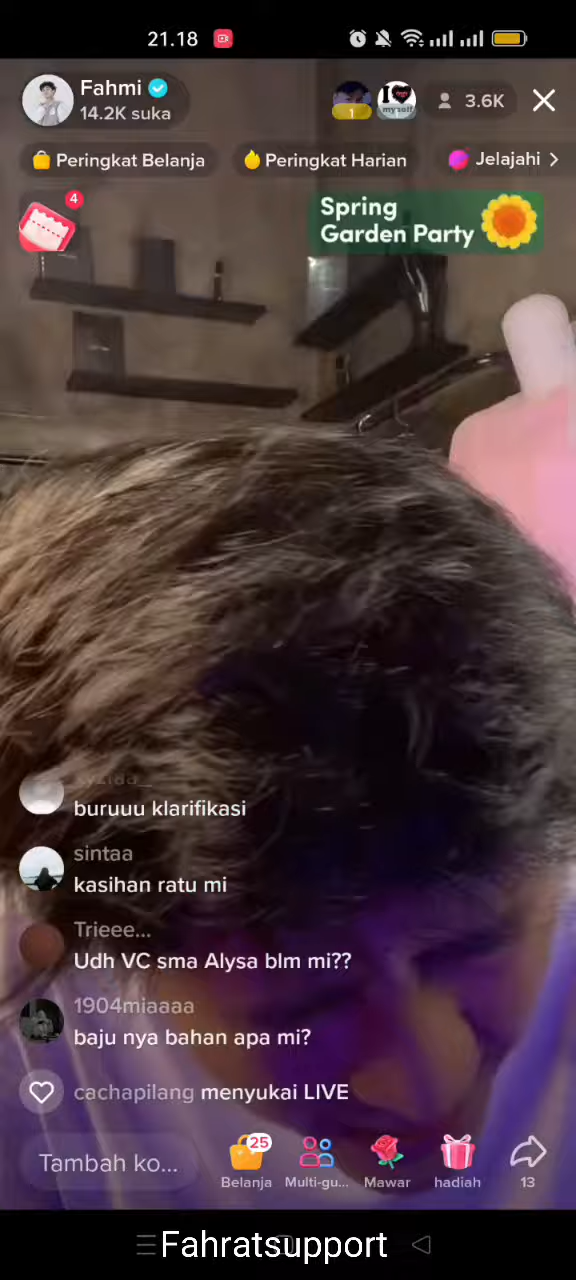 21.18
Fahmi
14.2K suka
1
I
myself
3.6K
Peringkat Belanja
Peringkat Harian
Jelajahi
4
Spring
Garden Party
buruuu klarifikasi
sintaa
kasihan ratu mi
Trieee...
Udh VC sma Alysa blm mi??
1904miaaaa
baju nya bahan apa mi?
cachapilang menyukai LIVE
Tambah ko...
25
Belanja
Multi-gu...
Mawar
hadiah
13
Fahratsupport